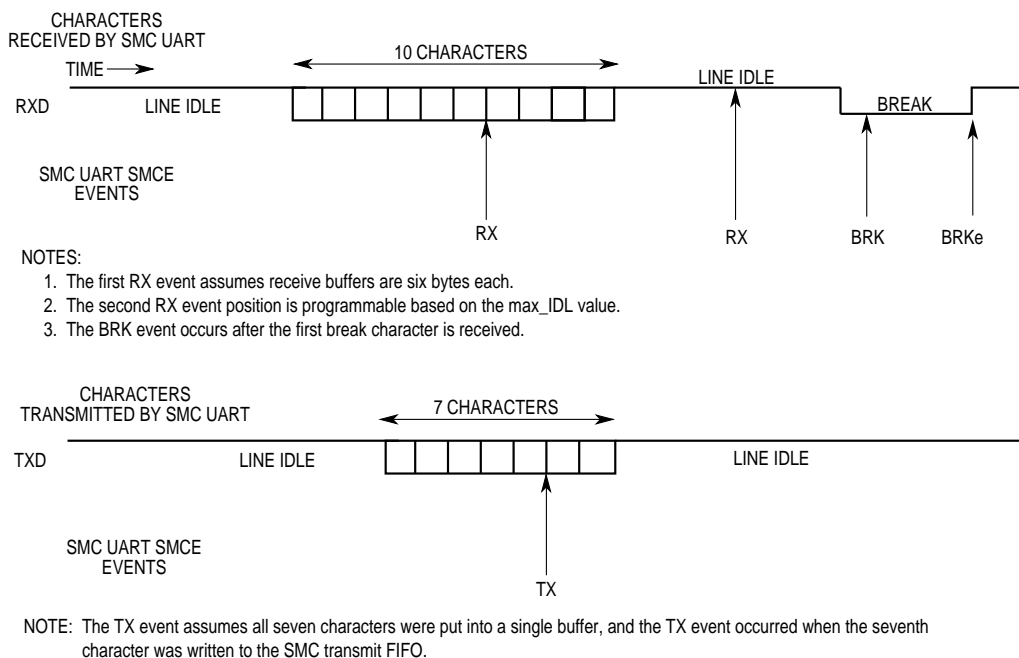 CHARACTERS
RECEIVED BY SMC UART
TIME
10 CHARACTERS
RXD
LINE IDLE
LINE IDLE
BREAK
SMC UART SMCE
EVENTS
RX
RX
BRK
BRKe
NOTES:
1. The first RX event assumes receive buffers are six bytes each.
2. The second RX event position is programmable based on the max_IDL value.
3. The BRK event occurs after the first break character is received.
CHARACTERS
TRANSMITTED BY SMC UART
7 CHARACTERS
TXD
LINE IDLE
LINE IDLE
SMC UART SMCE
EVENTS
TX
NOTE: The TX event assumes all seven characters were put into a single buffer, and the TX event occurred when the seventh
character was written to the SMC transmit FIFO.